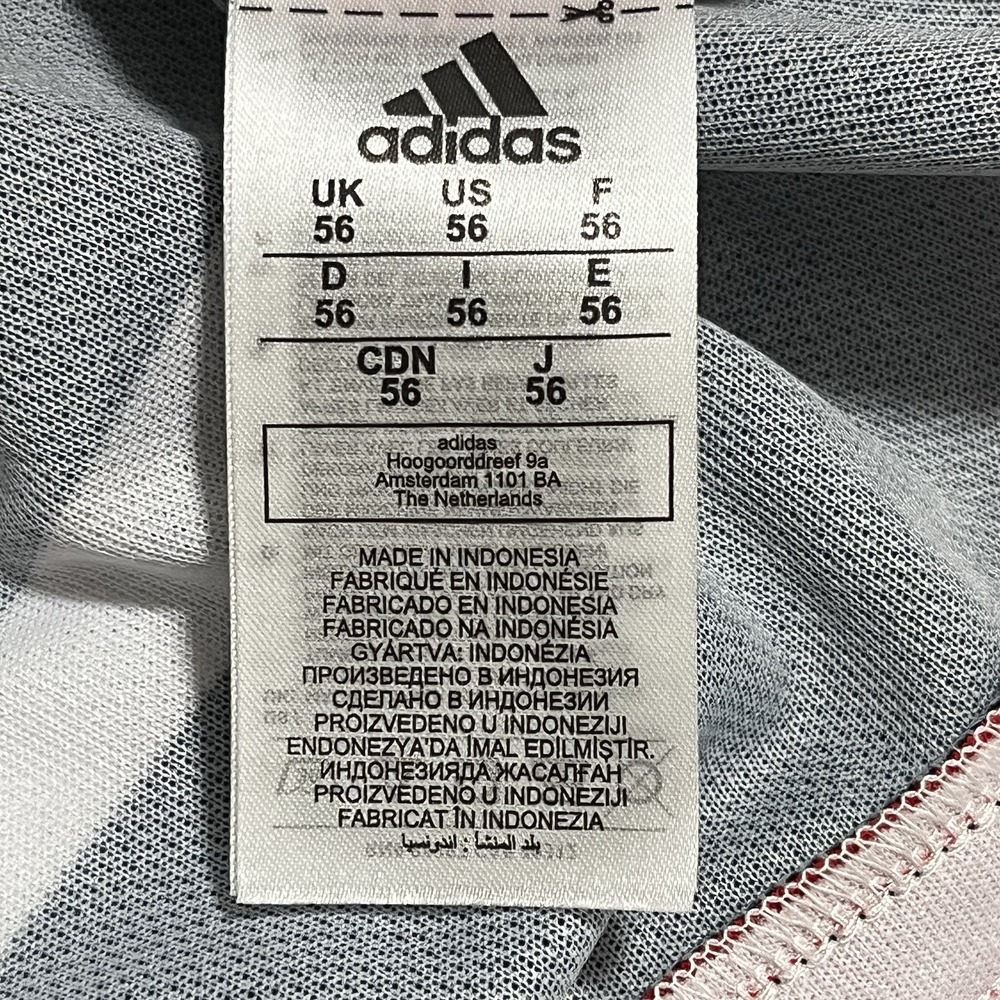 adidas
UK US F
56 56 56
D I E
56 56 56
CDN J
56 56
adidas
Hoogoorddreef 9a
Amsterdam 1101 BA
The Netherlands
MADE IN INDONESIA
FABRIQUÉ EN INDONÉSIE
FABRICADO EN INDONESIA
FABRICADO NA INDONÉSIA
GYÁRTVA: INDONÉZIA
ПРОИЗВЕДЕНО В ИНДОНЕЗИЯ
СДЕЛАНО В ИНДОНЕЗИИ
PROIZVEDENO U INDONEZIJI
ENDONEZYA'DA İMAL EDİLMİŞTİR.
ИНДОНЕЗИЯДА ЖАСАЛҒАН
PROIZVEDENO U INDONEZIJI
FABRICAT ÎN INDONEZIA
بلد المنشأ : اندونسيا